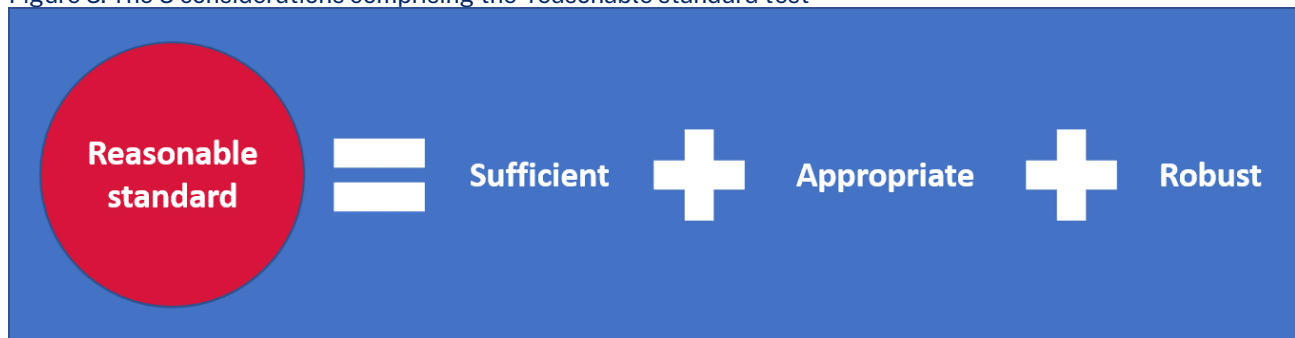 Reasonable
standard
Sufficient
Appropriate
Robust